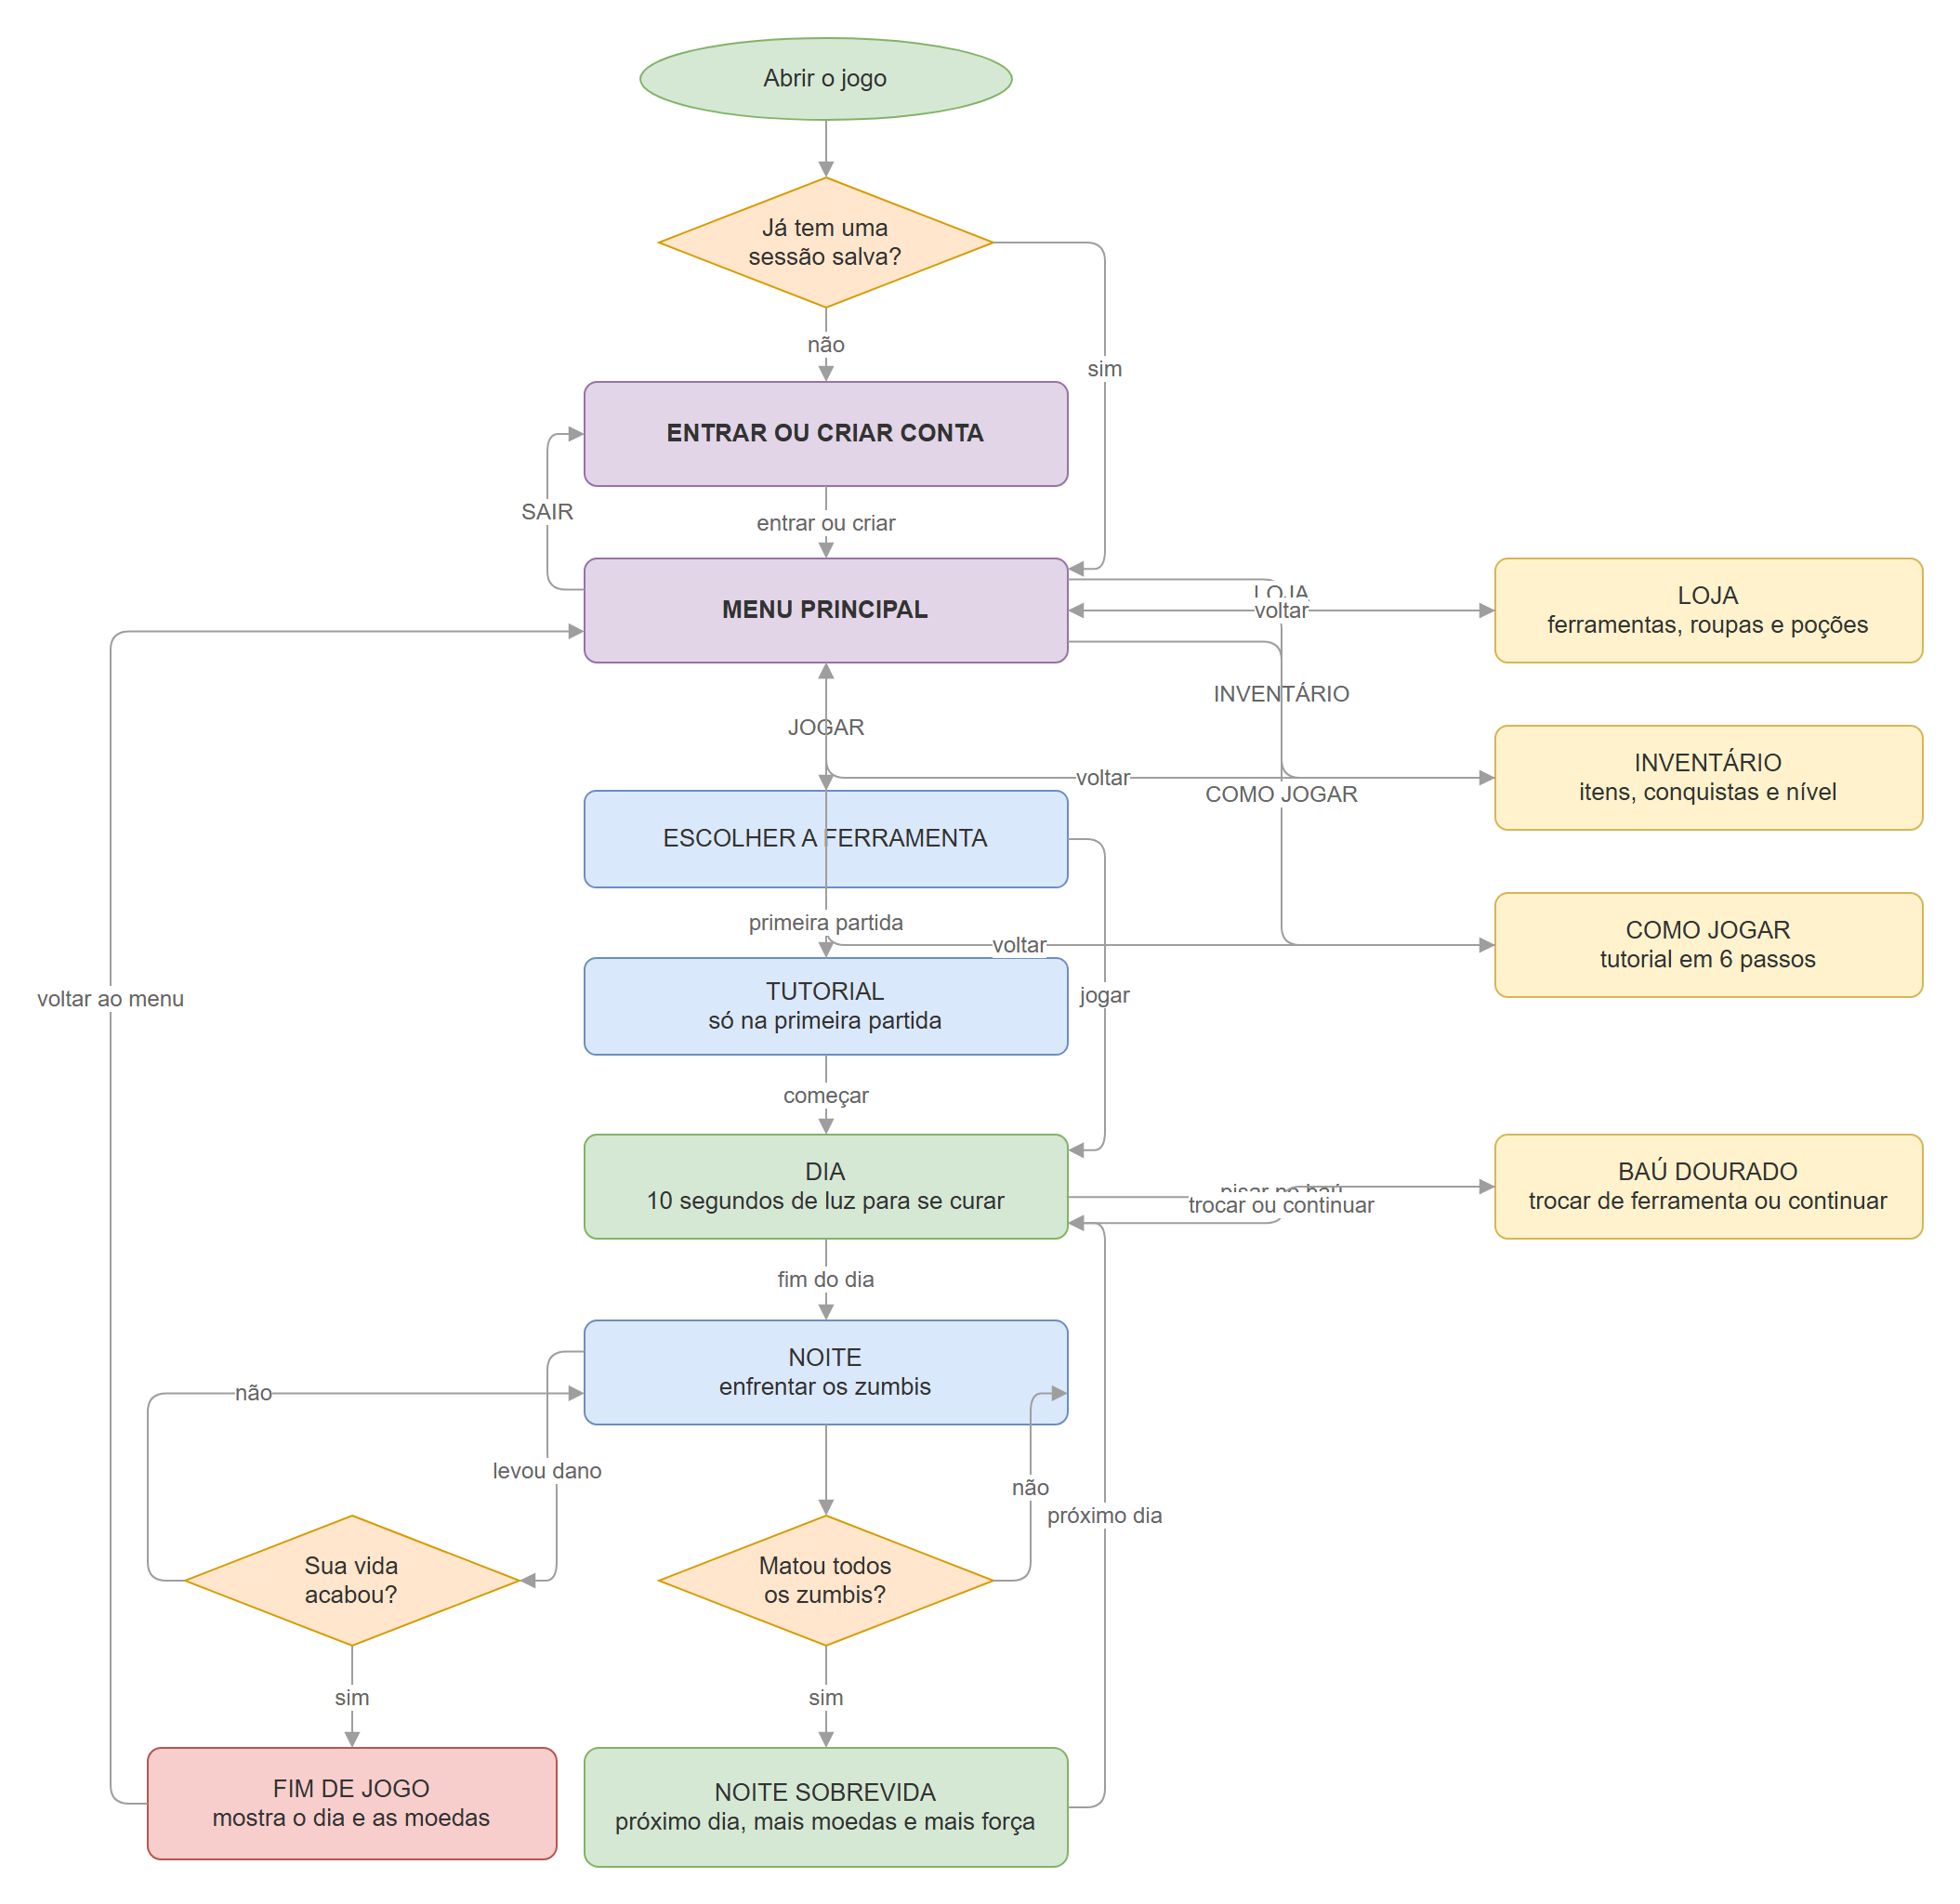 Abrir o jogo
Já tem uma
sessão salva?
não
sim
ENTRAR OU CRIAR CONTA
SAIR
entrar ou criar
MENU PRINCIPAL
LOJA
voltar
LOJA
ferramentas, roupas e poções
INVENTÁRIO
JOGAR
voltar
INVENTÁRIO
itens, conquistas e nível
COMO JOGAR
ESCOLHER A FERRAMENTA
primeira partida
voltar
COMO JOGAR
tutorial em 6 passos
voltar ao menu
TUTORIAL
só na primeira partida
jogar
começar
DIA
10 segundos de luz para se curar
pisar no baú
trocar ou continuar
BAÚ DOURADO
trocar de ferramenta ou continuar
fim do dia
NOITE
enfrentar os zumbis
não
levou dano
não
próximo dia
Sua vida
acabou?
Matou todos
os zumbis?
sim
sim
FIM DE JOGO
mostra o dia e as moedas
NOITE SOBREVIDA
próximo dia, mais moedas e mais força